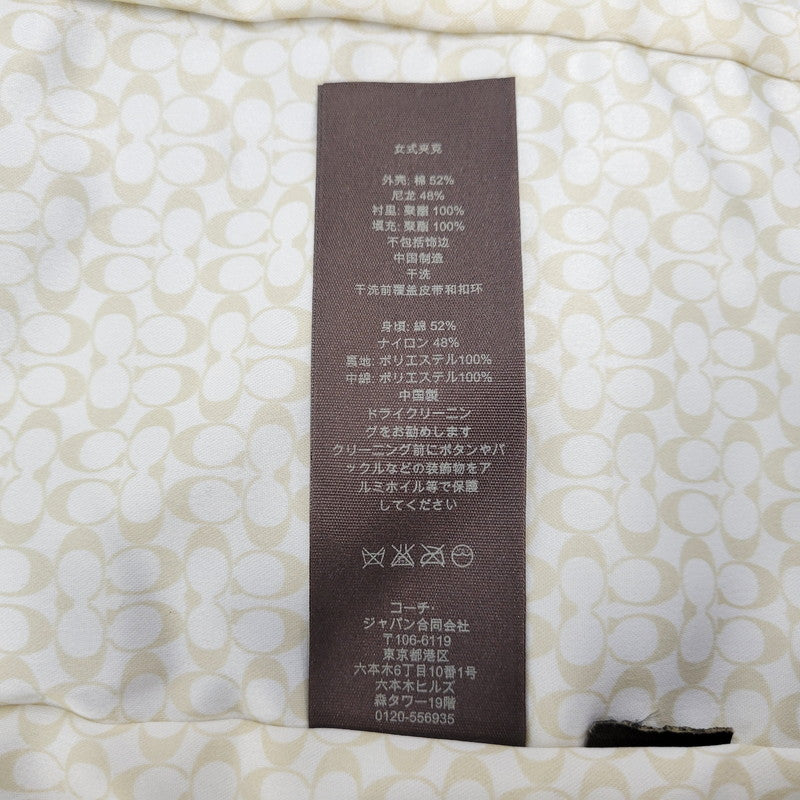 女式夹克
外壳: 棉 52%
尼龙 48%
衬里: 聚酯 100%
填充: 聚酯 100%
不包括饰边
中国制造
干洗
干洗前覆盖皮带和扣环
身頃: 綿 52%
ナイロン 48%
裏地: ポリエステル100%
中綿: ポリエステル100%
中国製
ドライクリーニン
グをお勧めします
クリーニング前にボタンやバ
ックルなどの装飾物をア
ルミホイル等で保護
してください
コーチ・
ジャパン合同会社
〒106-6119
東京都港区
六本木6丁目10番1号
六本木ヒルズ
森タワー19階
0120-556935